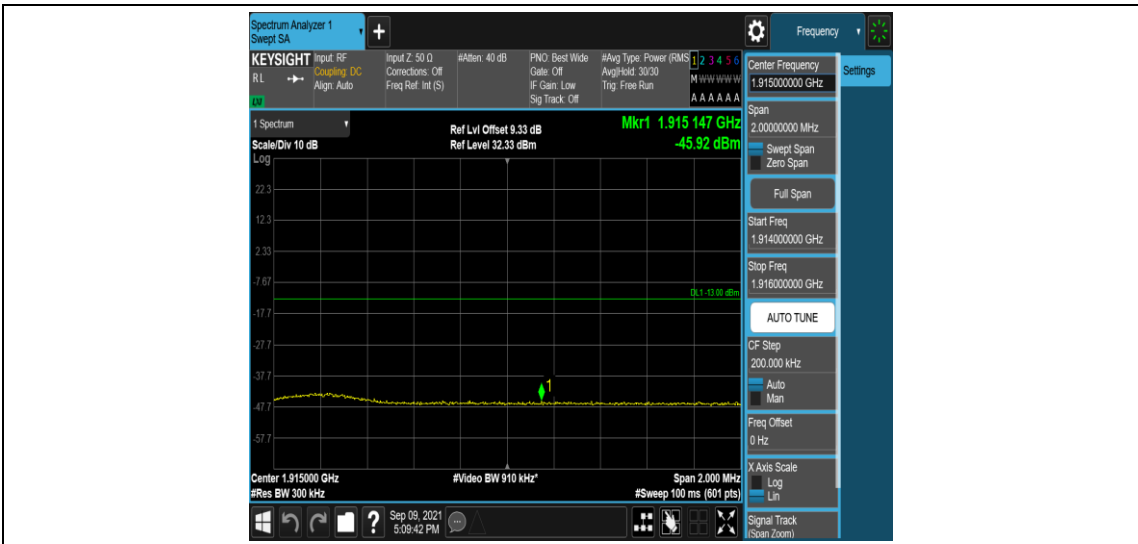 Spectrum Analyzer 1
Swept SA
+
Frequency
KEYSIGHT
RL
LXI
Input: RF
Coupling: DC
Align: Auto
Input Z: 50 Ω
Corrections: Off
Freq Ref: Int (S)
#Atten: 40 dB
PNO: Best Wide
Gate: Off
IF Gain: Low
Sig Track: Off
#Avg Type: Power (RMS
Avg|Hold: 30/30
Trig: Free Run
1 2 3 4 5 6
M W W W W W
A A A A A A
1 Spectrum
Scale/Div 10 dB
Log
Ref Lvl Offset 9.33 dB
Ref Level 32.33 dBm
Mkr1 1.915 147 GHz
-45.92 dBm
22.3
12.3
2.33
-7.67
-17.7
-27.7
-37.7
-47.7
-57.7
DL1 -13.00 dBm
1
Center 1.915000 GHz
#Res BW 300 kHz
#Video BW 910 kHz*
Span 2.000 MHz
#Sweep 100 ms (601 pts)
?
Sep 09, 2021
5:09:42 PM
Center Frequency
1.915000000 GHz
Settings
Span
2.00000000 MHz
Swept Span
Zero Span
Full Span
Start Freq
1.914000000 GHz
Stop Freq
1.916000000 GHz
AUTO TUNE
CF Step
200.000 kHz
Auto
Man
Freq Offset
0 Hz
X Axis Scale
Log
Lin
Signal Track
(Span Zoom)